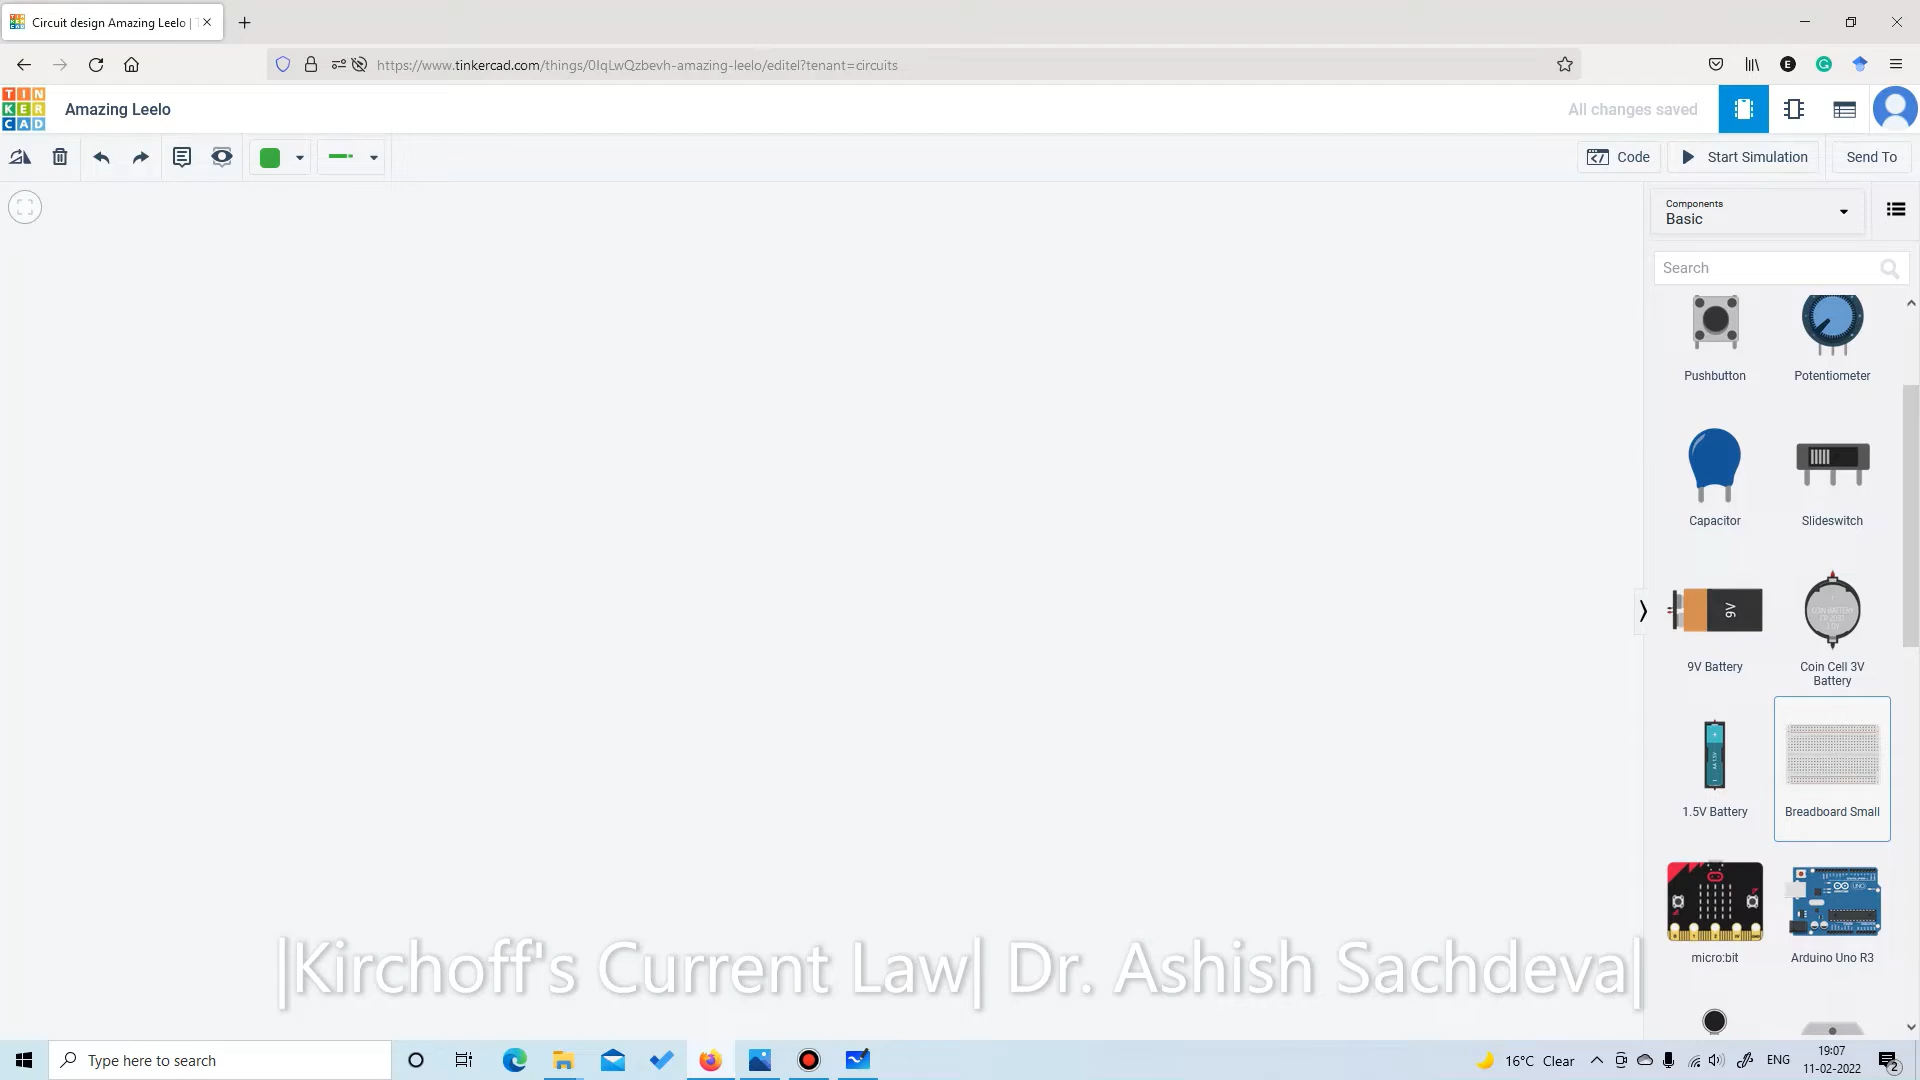 Circuit design Amazing Leelo |
https://www.tinkercad.com/things/0IqLwQzbevh-amazing-leelo/editel?tenant=circuits
TIN
KER
CAD
Amazing Leelo
All changes saved
Code
Start Simulation
Send To
Components
Basic
Search
Pushbutton
Potentiometer
Capacitor
Slideswitch
9V
9V Battery
Coin Cell 3V
Battery
1.5V Battery
Breadboard Small
micro:bit
Arduino Uno R3
|Kirchoff's Current Law| Dr. Ashish Sachdeva|
Type here to search
16°C Clear
ENG
19:07
11-02-2022
2